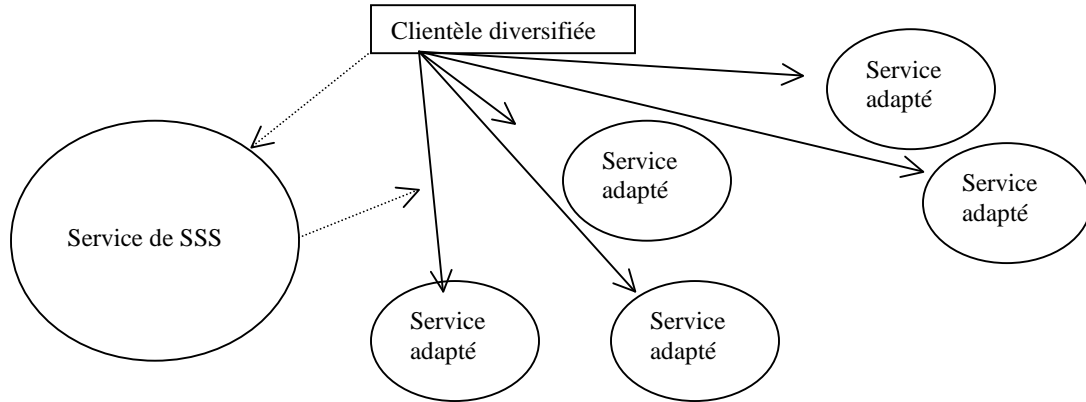 Clientèle diversifiée
Service
adapté
Service
adapté
Service
adapté
Service de SSS
Service
adapté
Service
adapté